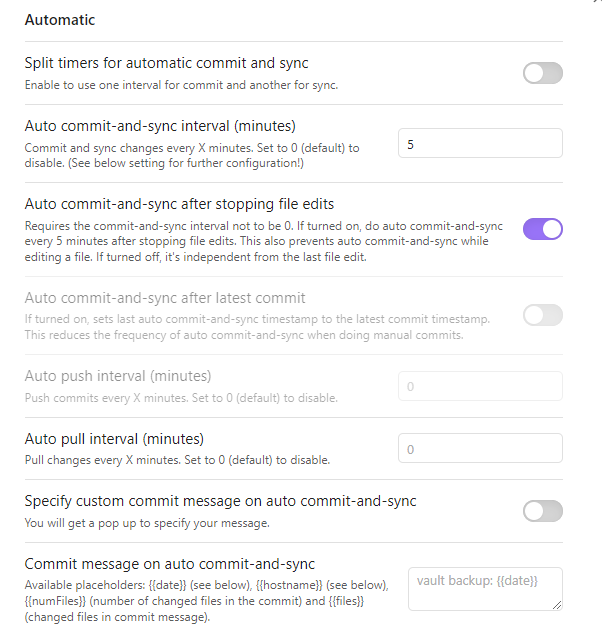 Automatic
Split timers for automatic commit and sync
Enable to use one interval for commit and another for sync.
Auto commit-and-sync interval (minutes)
Commit and sync changes every X minutes. Set to 0 (default) to
disable. (See below setting for further configuration!)
5
Auto commit-and-sync after stopping file edits
Requires the commit-and-sync interval not to be 0. If turned on, do auto commit-and-sync
every 5 minutes after stopping file edits. This also prevents auto commit-and-sync while
editing a file. If turned off, it's independent from the last file edit.
Auto commit-and-sync after latest commit
If turned on, sets last auto commit-and-sync timestamp to the latest commit timestamp.
This reduces the frequency of auto commit-and-sync when doing manual commits.
Auto push interval (minutes)
Push commits every X minutes. Set to 0 (default) to disable.
0
Auto pull interval (minutes)
Pull changes every X minutes. Set to 0 (default) to disable.
0
Specify custom commit message on auto commit-and-sync
You will get a pop up to specify your message.
Commit message on auto commit-and-sync
Available placeholders: {{date}} (see below), {{hostname}} (see below),
{{numFiles}} (number of changed files in the commit) and {{files}}
(changed files in commit message).
vault backup: {{date}}